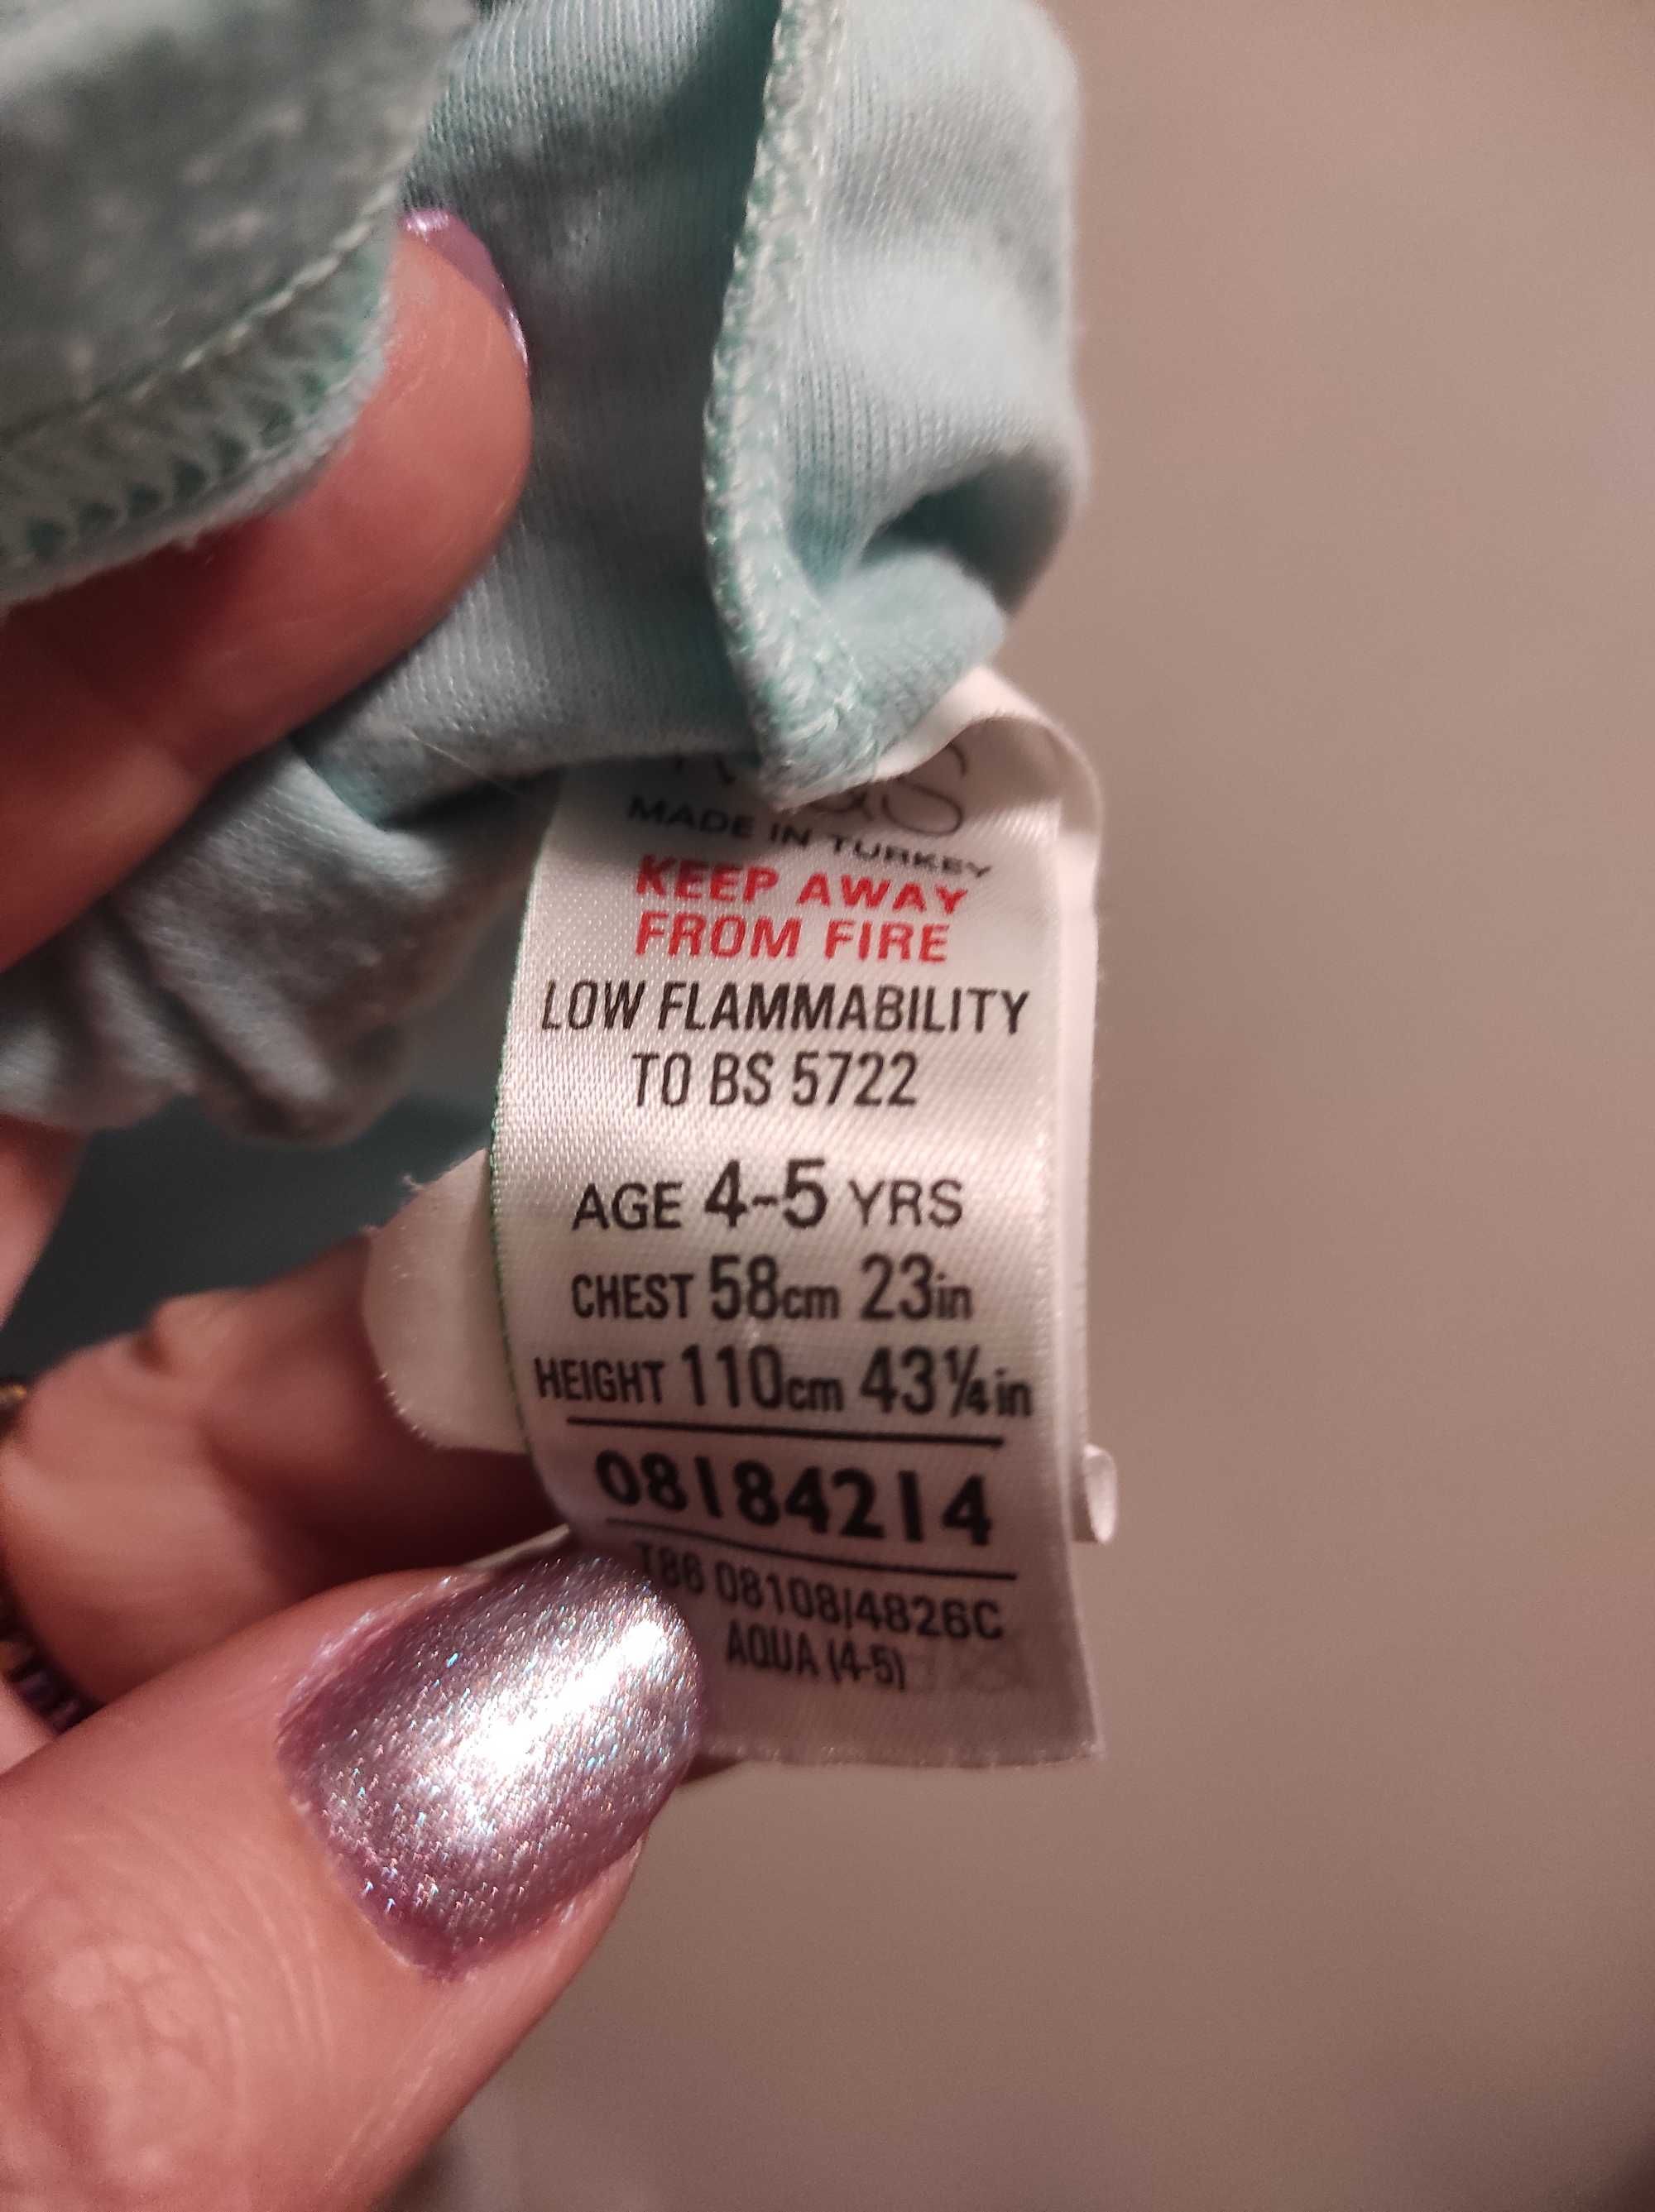 &S
MADE IN TURKEY
KEEP AWAY
FROM FIRE
LOW FLAMMABILITY
TO BS 5722
AGE 4-5 YRS
CHEST 58cm 23in
HEIGHT 110cm 43¼in
08184214
T86 08108/4826C
AQUA (4-5)